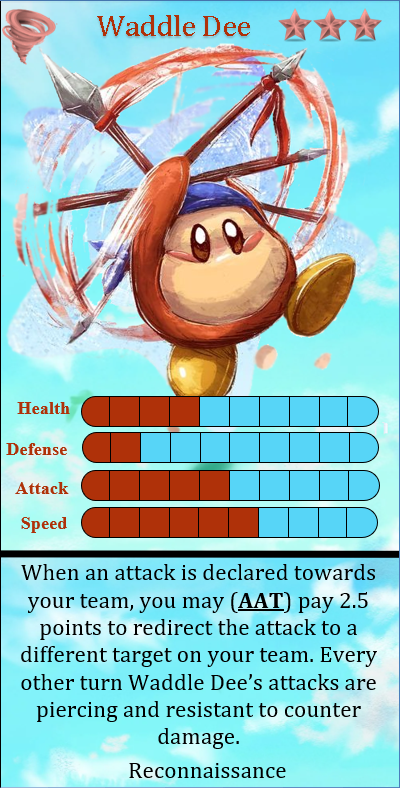 Waddle Dee
Health
Defense
Attack
Speed
When an attack is declared towards
your team, you may (AAT) pay 2.5
points to redirect the attack to a
different target on your team. Every
other turn Waddle Dee’s attacks are
piercing and resistant to counter
damage.
Reconnaissance